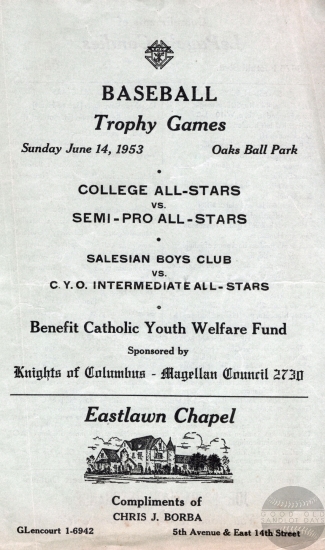 BASEBALL
Trophy Games
Sunday June 14, 1953 Oaks Ball Park
COLLEGE ALL-STARS
vs.
SEMI-PRO ALL-STARS
SALESIAN BOYS CLUB
vs.
C.Y.O. INTERMEDIATE ALL-STARS
Benefit Catholic Youth Welfare Fund
Sponsored by
Knights of Columbus - Magellan Council 2730
Eastlawn Chapel
Compliments of
CHRIS J. BORBA
GLencourt 1-6942 5th Avenue & East 14th Street